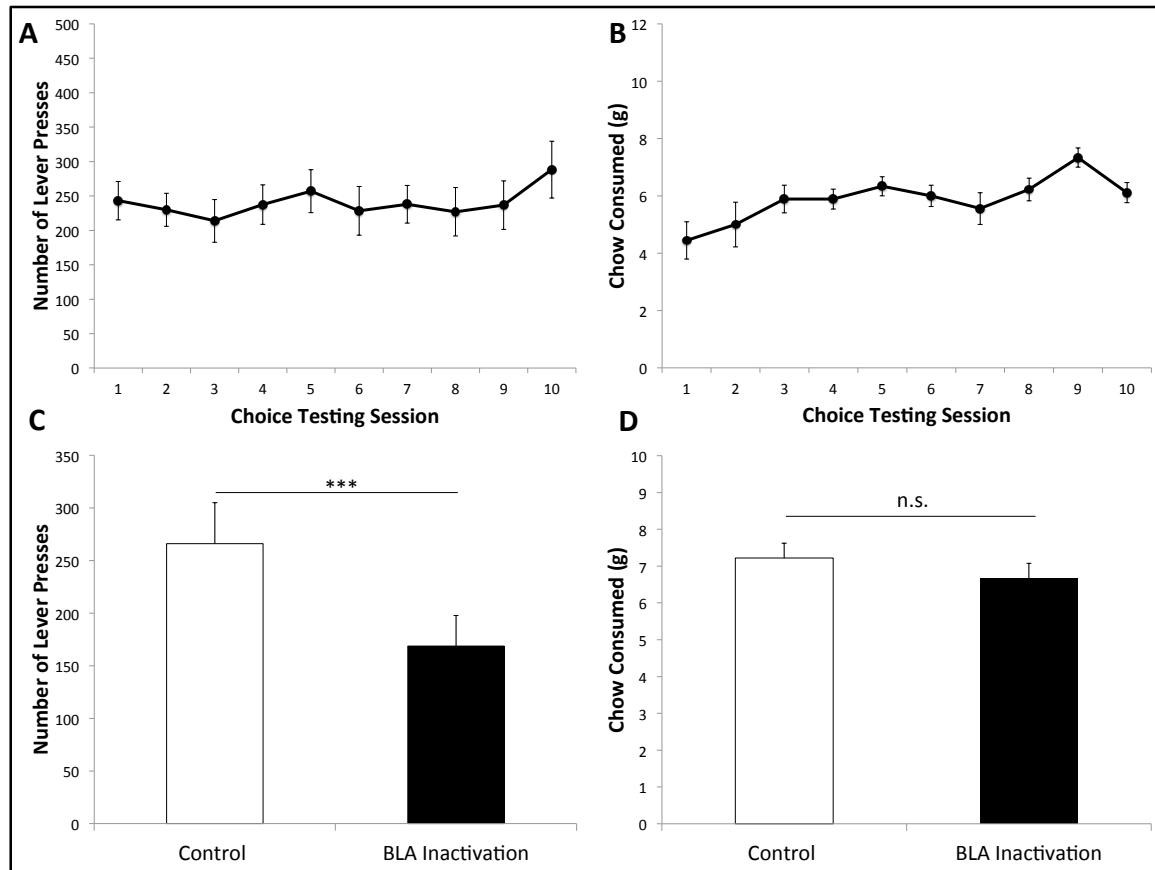 A
Number of Lever Presses
500
450
400
350
300
250
200
150
100
50
0
1 2 3 4 5 6 7 8 9 10
Choice Testing Session
B
Chow Consumed (g)
12
10
8
6
4
2
0
1 2 3 4 5 6 7 8 9 10
Choice Testing Session
C
Number of Lever Presses
350
300
250
200
150
100
50
0
***
Control BLA Inactivation
D
Chow Consumed (g)
10
9
8
7
6
5
4
3
2
1
0
n.s.
Control BLA Inactivation